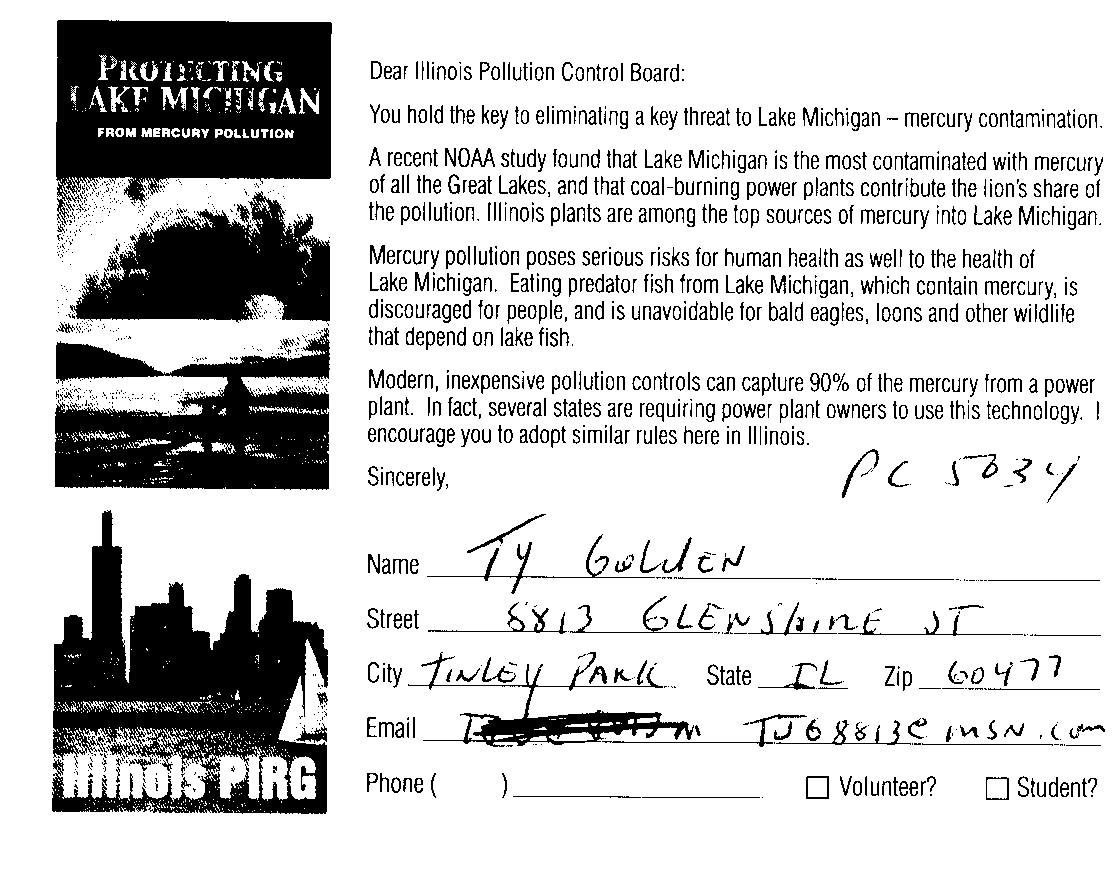 PROTECTING
LAKE MICHIGAN
FROM MERCURY POLLUTION
Dear Illinois Pollution Control Board:
You hold the key to eliminating a key threat to Lake Michigan – mercury contamination.
A recent NOAA study found that Lake Michigan is the most contaminated with mercury
of all the Great Lakes, and that coal-burning power plants contribute the lion's share of
the pollution. Illinois plants are among the top sources of mercury into Lake Michigan.
Mercury pollution poses serious risks for human health as well to the health of
Lake Michigan. Eating predator fish from Lake Michigan, which contain mercury, is
discouraged for people, and is unavoidable for bald eagles, loons and other wildlife
that depend on lake fish.
Modern, inexpensive pollution controls can capture 90% of the mercury from a power
plant. In fact, several states are requiring power plant owners to use this technology. I
encourage you to adopt similar rules here in Illinois.
Sincerely,
PC 5034
Name TY GOLDEN
Street 8813 GLENSHIRE ST
City TINLEY PARK State IL Zip 60477
Email TJG8813@MSN.COM
Phone ( )
Volunteer? Student?
Illinois PIRG